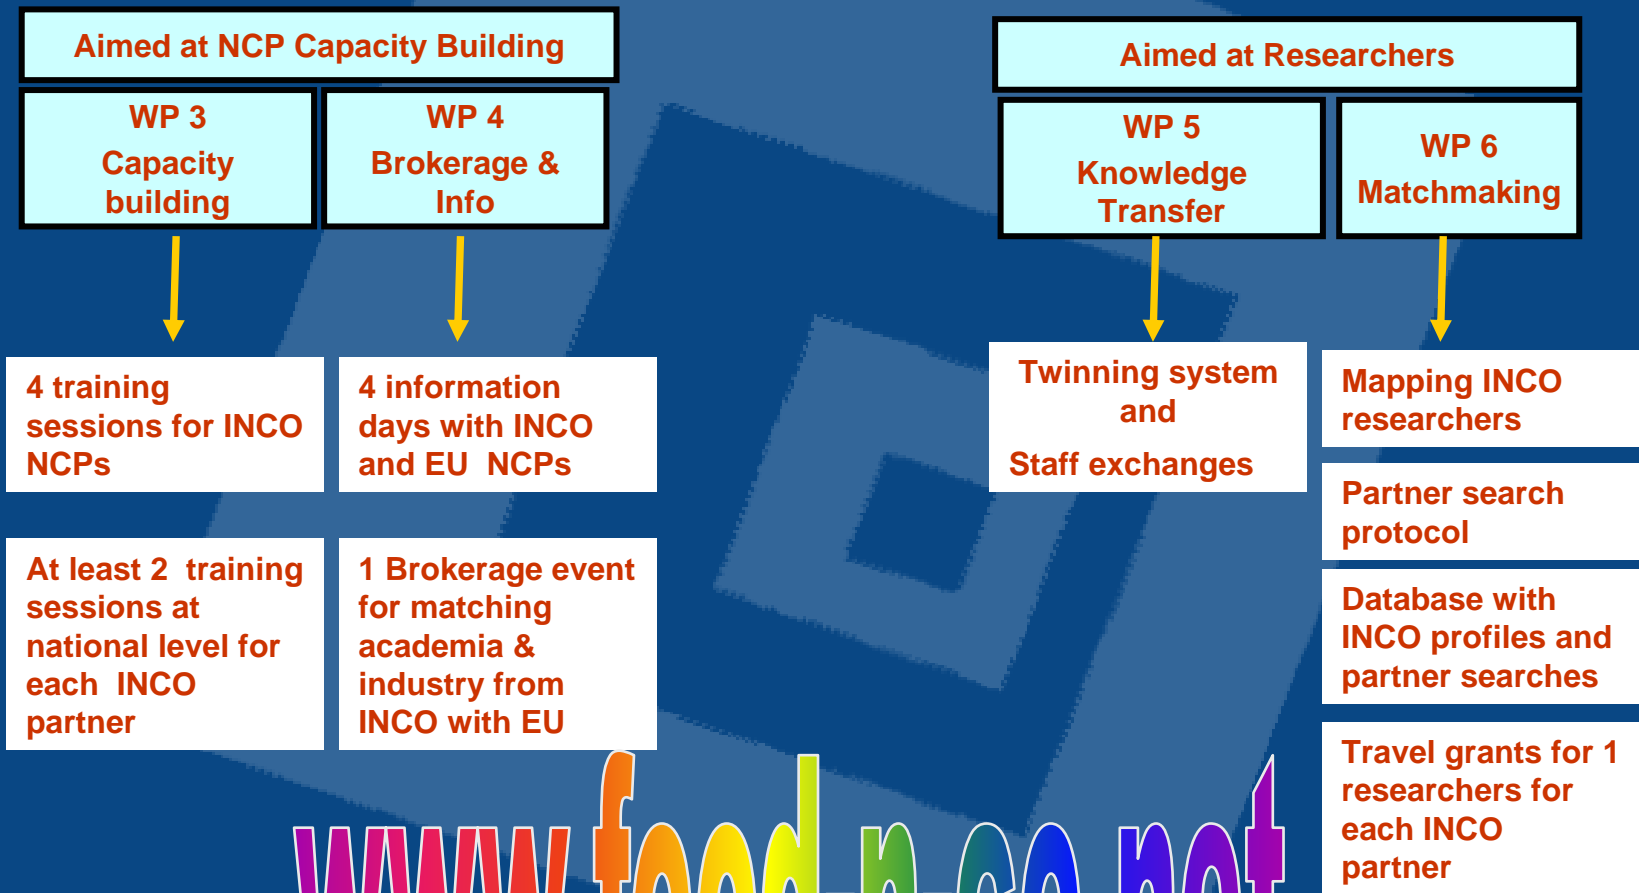 Aimed at NCP Capacity Building
WP 3
Capacity
building
WP 4
Brokerage &
Info
4 training
sessions for INCO
NCPs
4 information
days with INCO
and EU  NCPs
At least 2  training
sessions at
national level for
each  INCO
partner
1 Brokerage event
for matching
academia &
industry from
INCO with EU
Aimed at Researchers
WP 5
Knowledge
Transfer
WP 6
Matchmaking
Twinning system
and
Staff exchanges
Mapping INCO
researchers
Partner search
protocol
Database with
INCO profiles and
partner searches
Travel grants for 1
researchers for
each INCO
partner
www.food-n-co.net